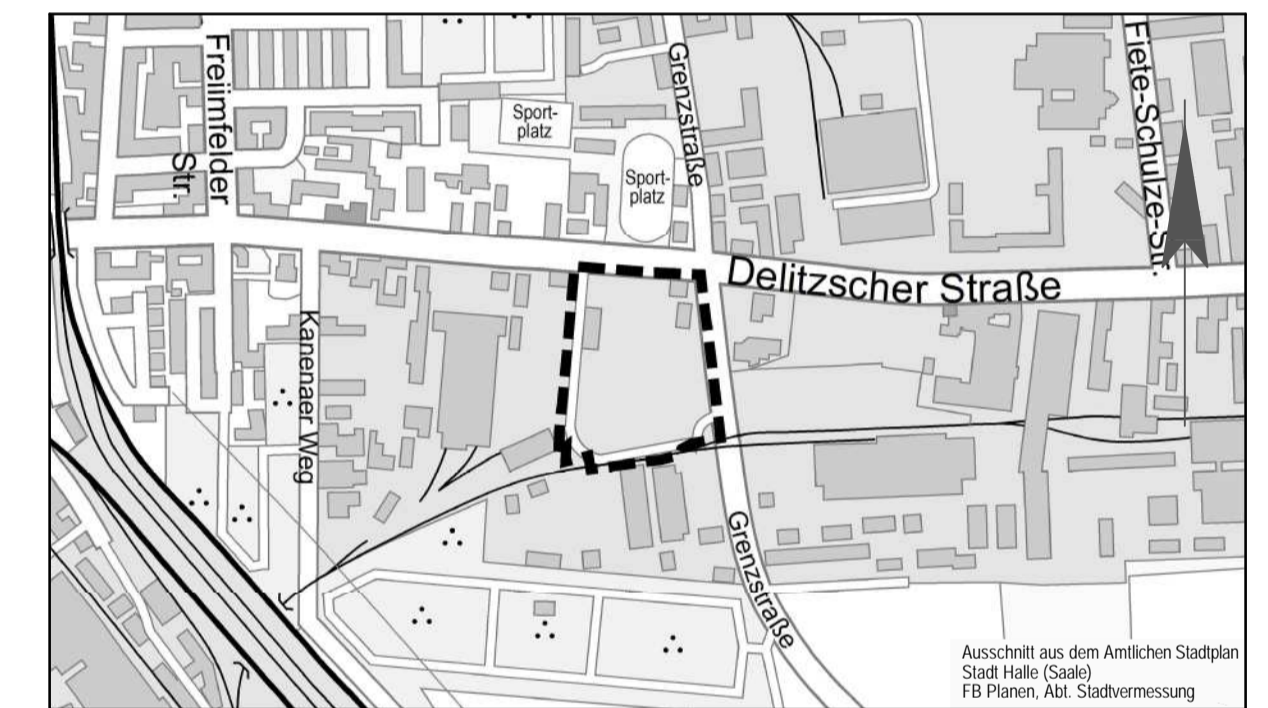 Freiimfelder
Str.
Sport-
platz
Sport-
platz
Grenzstraße
Fiete-Schulze-Str.
Delitzscher Straße
Kanenaer Weg
Grenzstraße
Ausschnitt aus dem Amtlichen Stadtplan
Stadt Halle (Saale)
FB Planen, Abt. Stadtvermessung